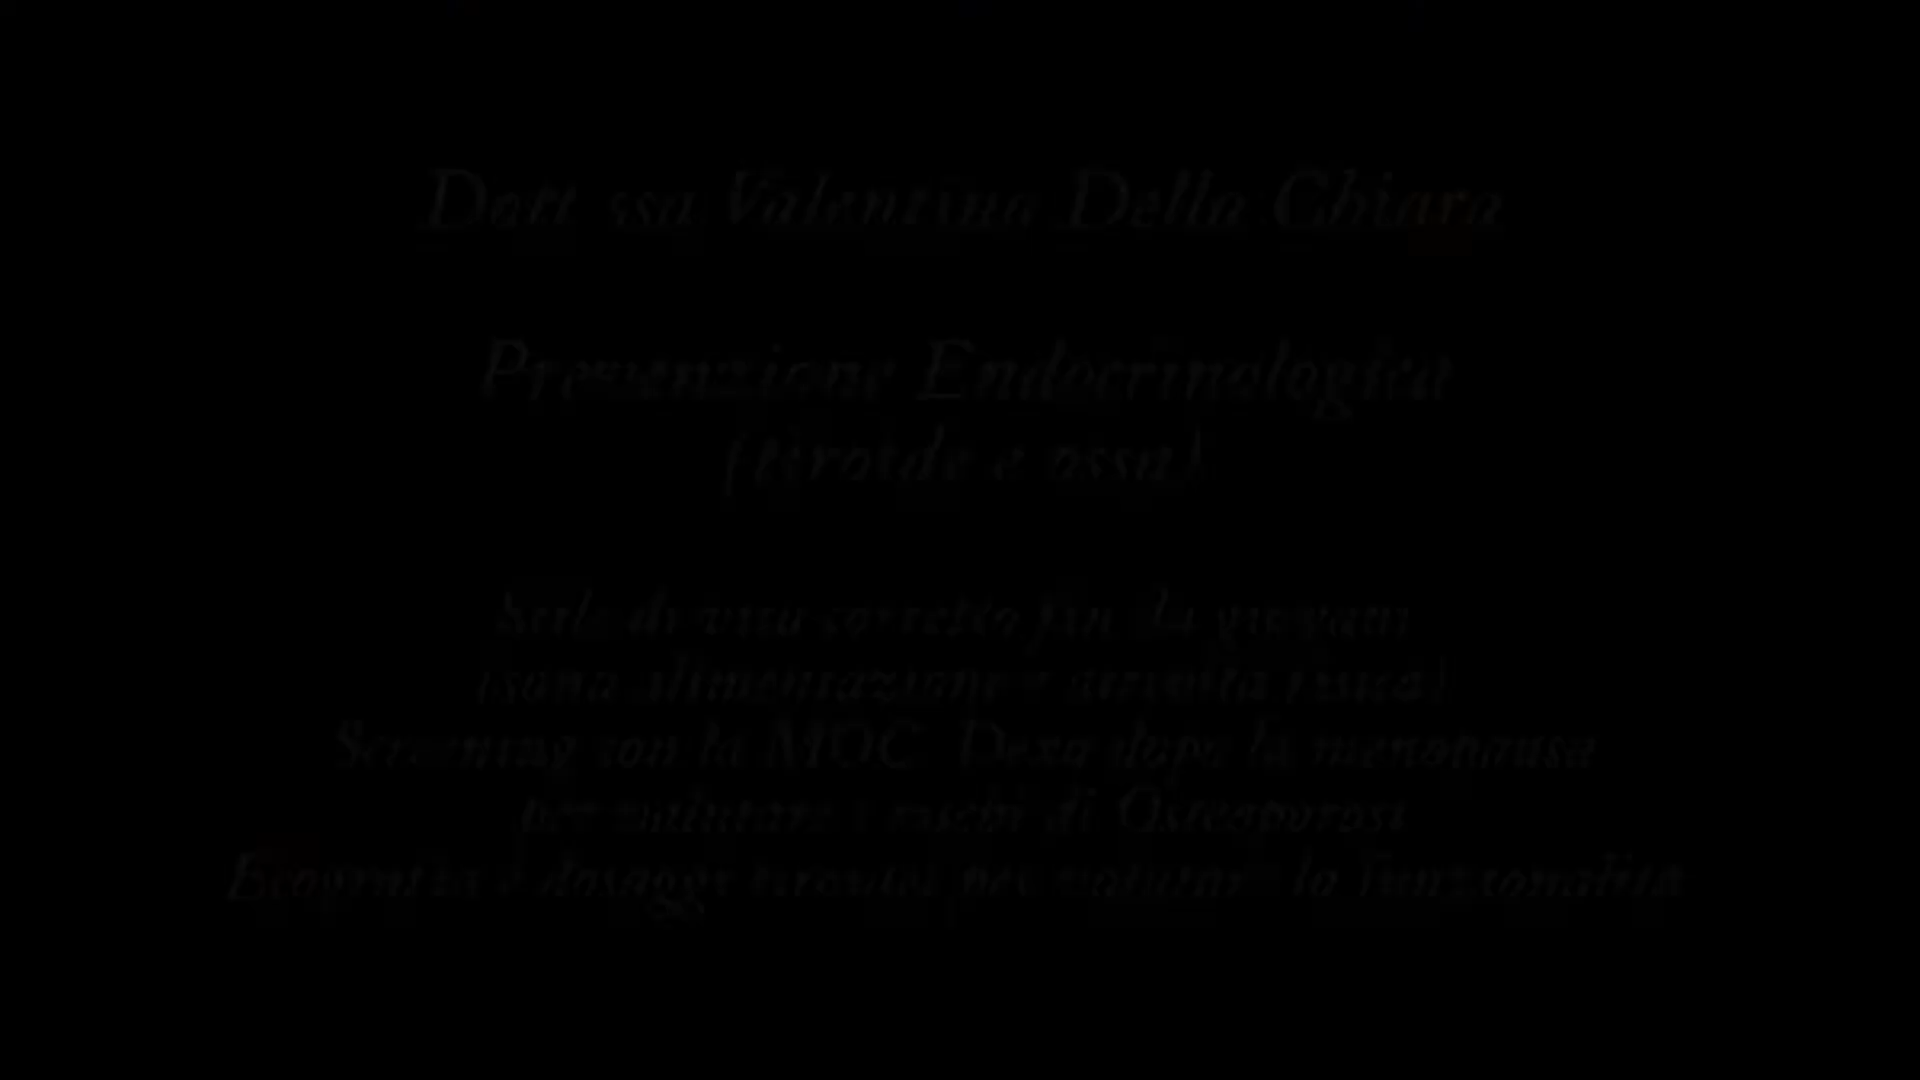 Dott.ssa Valentina Della Chiara
Prevenzione Endocrinologica
(tiroide e ossa)
Stile di vita corretto fin da giovani
(sana alimentazione e attività fisica)
Screening con la MOC Dexa dopo la menopausa
per valutare i rischi di Osteoporosi
Ecografia e dosaggi tiroidei per valutare la funzionalità